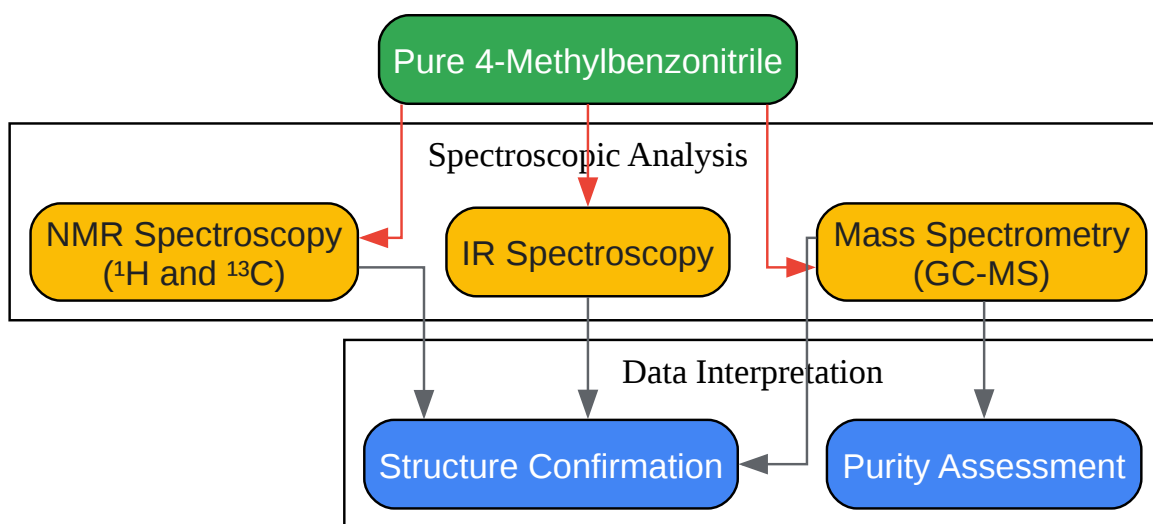 Pure 4-Methylbenzonitrile
Spectroscopic Analysis
NMR Spectroscopy
(¹H and ¹³C)
IR Spectroscopy
Mass Spectrometry
(GC-MS)
Data Interpretation
Structure Confirmation
Purity Assessment